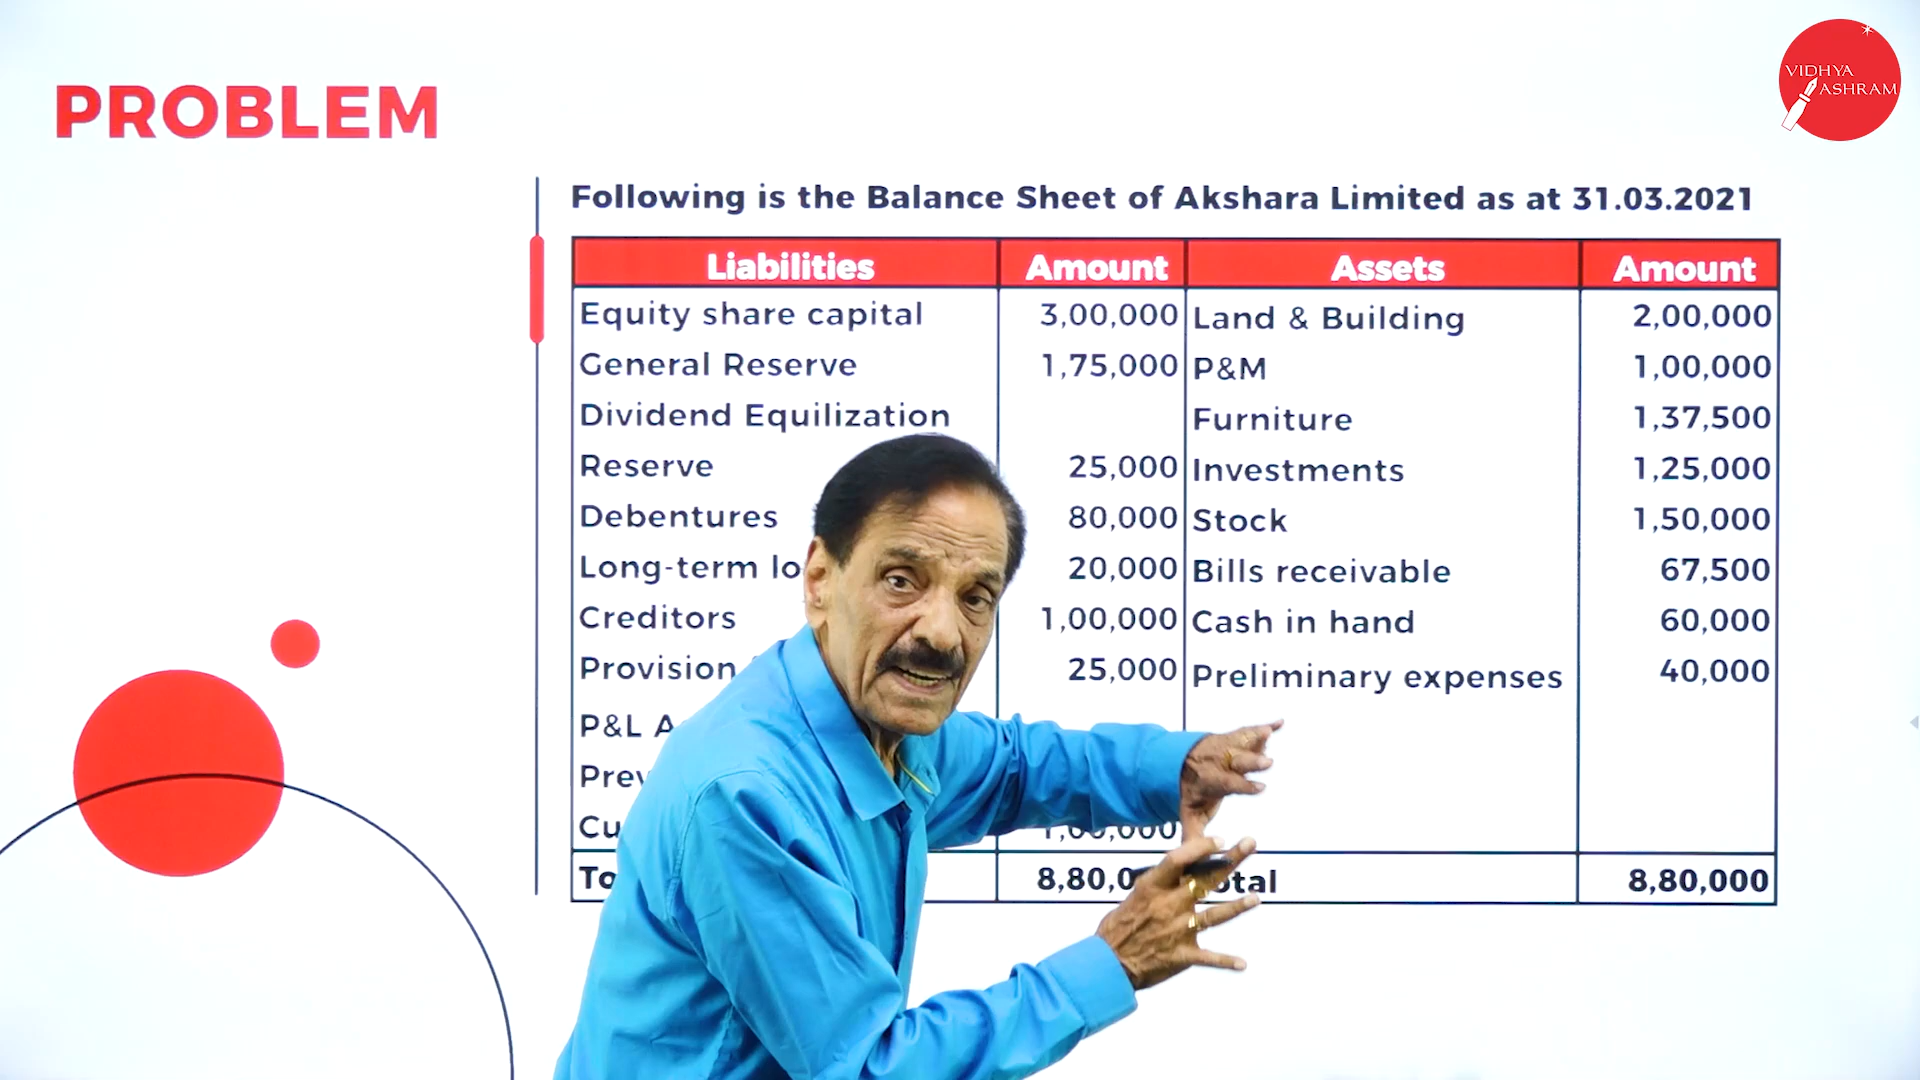 PROBLEM
VIDHYA
ASHRAM
Following is the Balance Sheet of Akshara Limited as at 31.03.2021
Liabilities Amount Assets Amount
Equity share capital 3,00,000 Land & Building 2,00,000
General Reserve 1,75,000 P&M 1,00,000
Dividend Equilization Furniture 1,37,500
Reserve 25,000 Investments 1,25,000
Debentures 80,000 Stock 1,50,000
Long-term 20,000 Bills receivable 67,500
Creditors 1,00,000 Cash in hand 60,000
Provision 25,000 Preliminary expenses 40,000
P&L
8,80,000